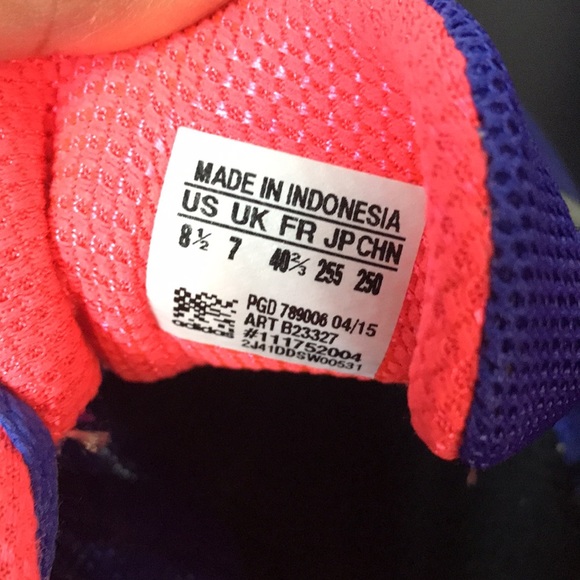 MADE IN INDONESIA
US UK FR JP CHN
8½ 7 40⅔ 255 250
PGD 789006 04/15
ART B23327
#111752004
2J41DDSW00531
adidas